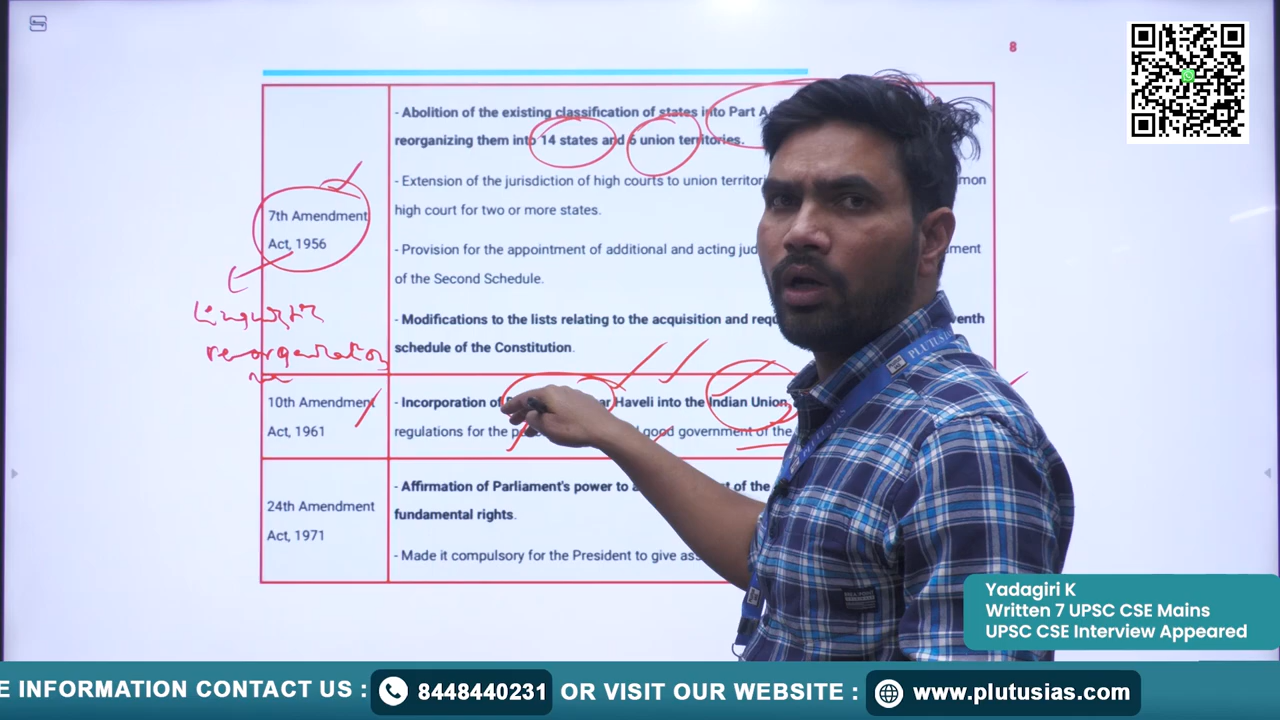 8
- Abolition of the existing classification of states into Part A
reorganizing them into 14 states and 6 union territories.
- Extension of the jurisdiction of high courts to union territori
high court for two or more states.
7th Amendment
Act, 1956
- Provision for the appointment of additional and acting
of the Second Schedule.
Linguistic
- Modifications to the lists relating to the acquisition and
schedule of the Constitution.
reorganization
10th Amendment
Act, 1961
- Incorporation of Haveli into the Indian Union,
regulations for the good government of the
24th Amendment
Act, 1971
- Affirmation of Parliament's power to of the
fundamental rights.
- Made it compulsory for the President to give
PLUTUSIAS
Yadagiri K
Written 7 UPSC CSE Mains
UPSC CSE Interview Appeared
E INFORMATION CONTACT US : 8448440231 OR VISIT OUR WEBSITE : www.plutusias.com